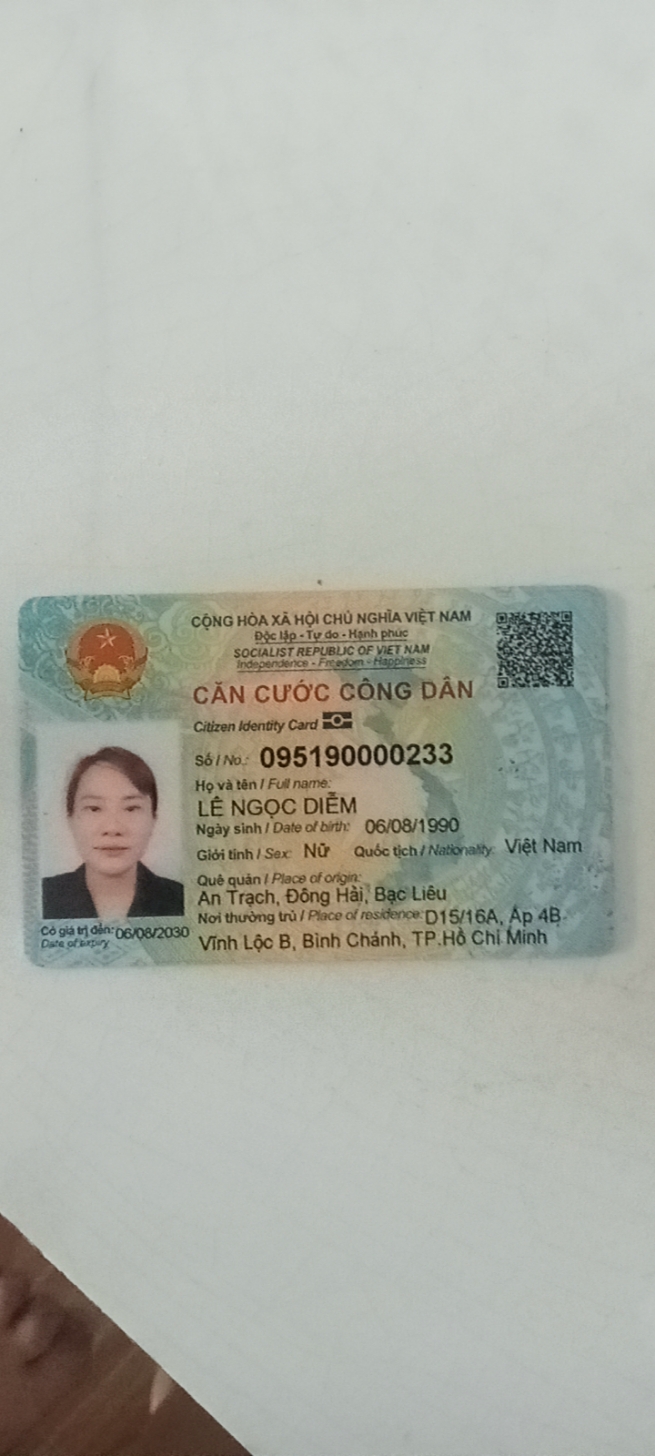 CỘNG HÒA XÃ HỘI CHỦ NGHĨA VIỆT NAM
Độc lập - Tự do - Hạnh phúc
SOCIALIST REPUBLIC OF VIET NAM
Independence - Freedom - Happiness
CĂN CƯỚC CÔNG DÂN
Citizen Identity Card
Số / No.: 095190000233
Họ và tên / Full name:
LÊ NGỌC DIỄM
Ngày sinh / Date of birth: 06/08/1990
Giới tính / Sex: Nữ Quốc tịch / Nationality: Việt Nam
Quê quán / Place of origin:
An Trạch, Đông Hải, Bạc Liêu
Nơi thường trú / Place of residence: D15/16A, Ấp 4B
Vĩnh Lộc B, Bình Chánh, TP.Hồ Chí Minh
Có giá trị đến: 06/08/2030
Date of expiry